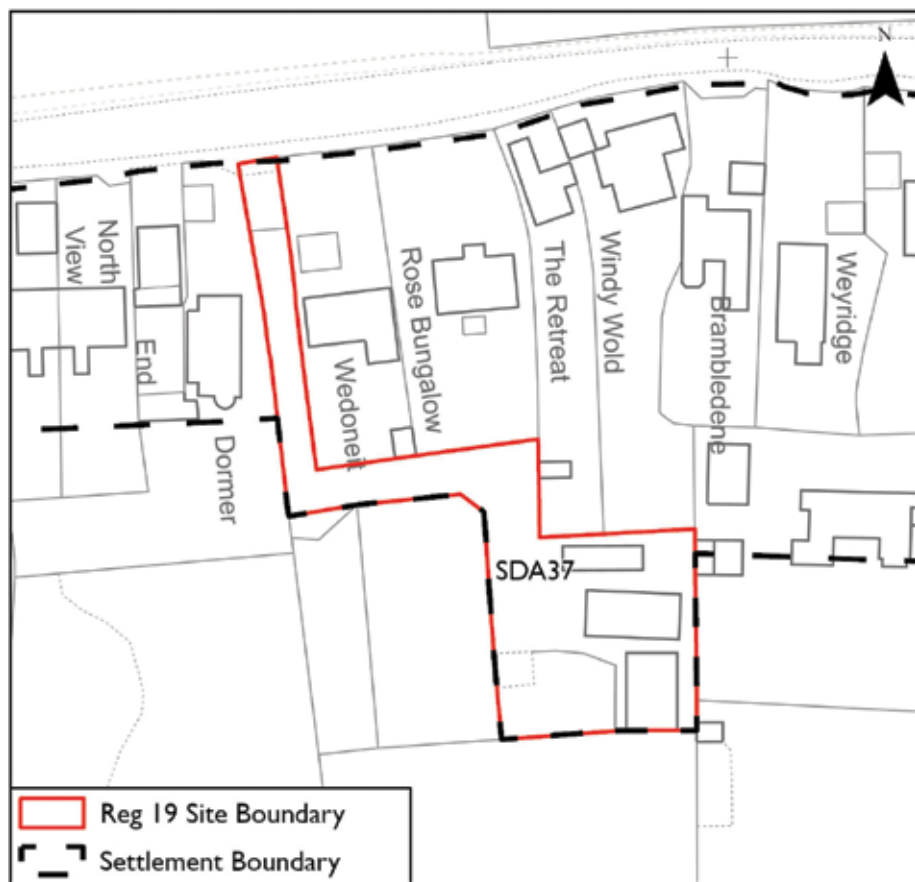 N
North
View
End
Dormer
Wedoneit
Rose Bungalow
The Retreat
Windy Wold
Brambledene
Weyridge
SDA37
Reg 19 Site Boundary
Settlement Boundary